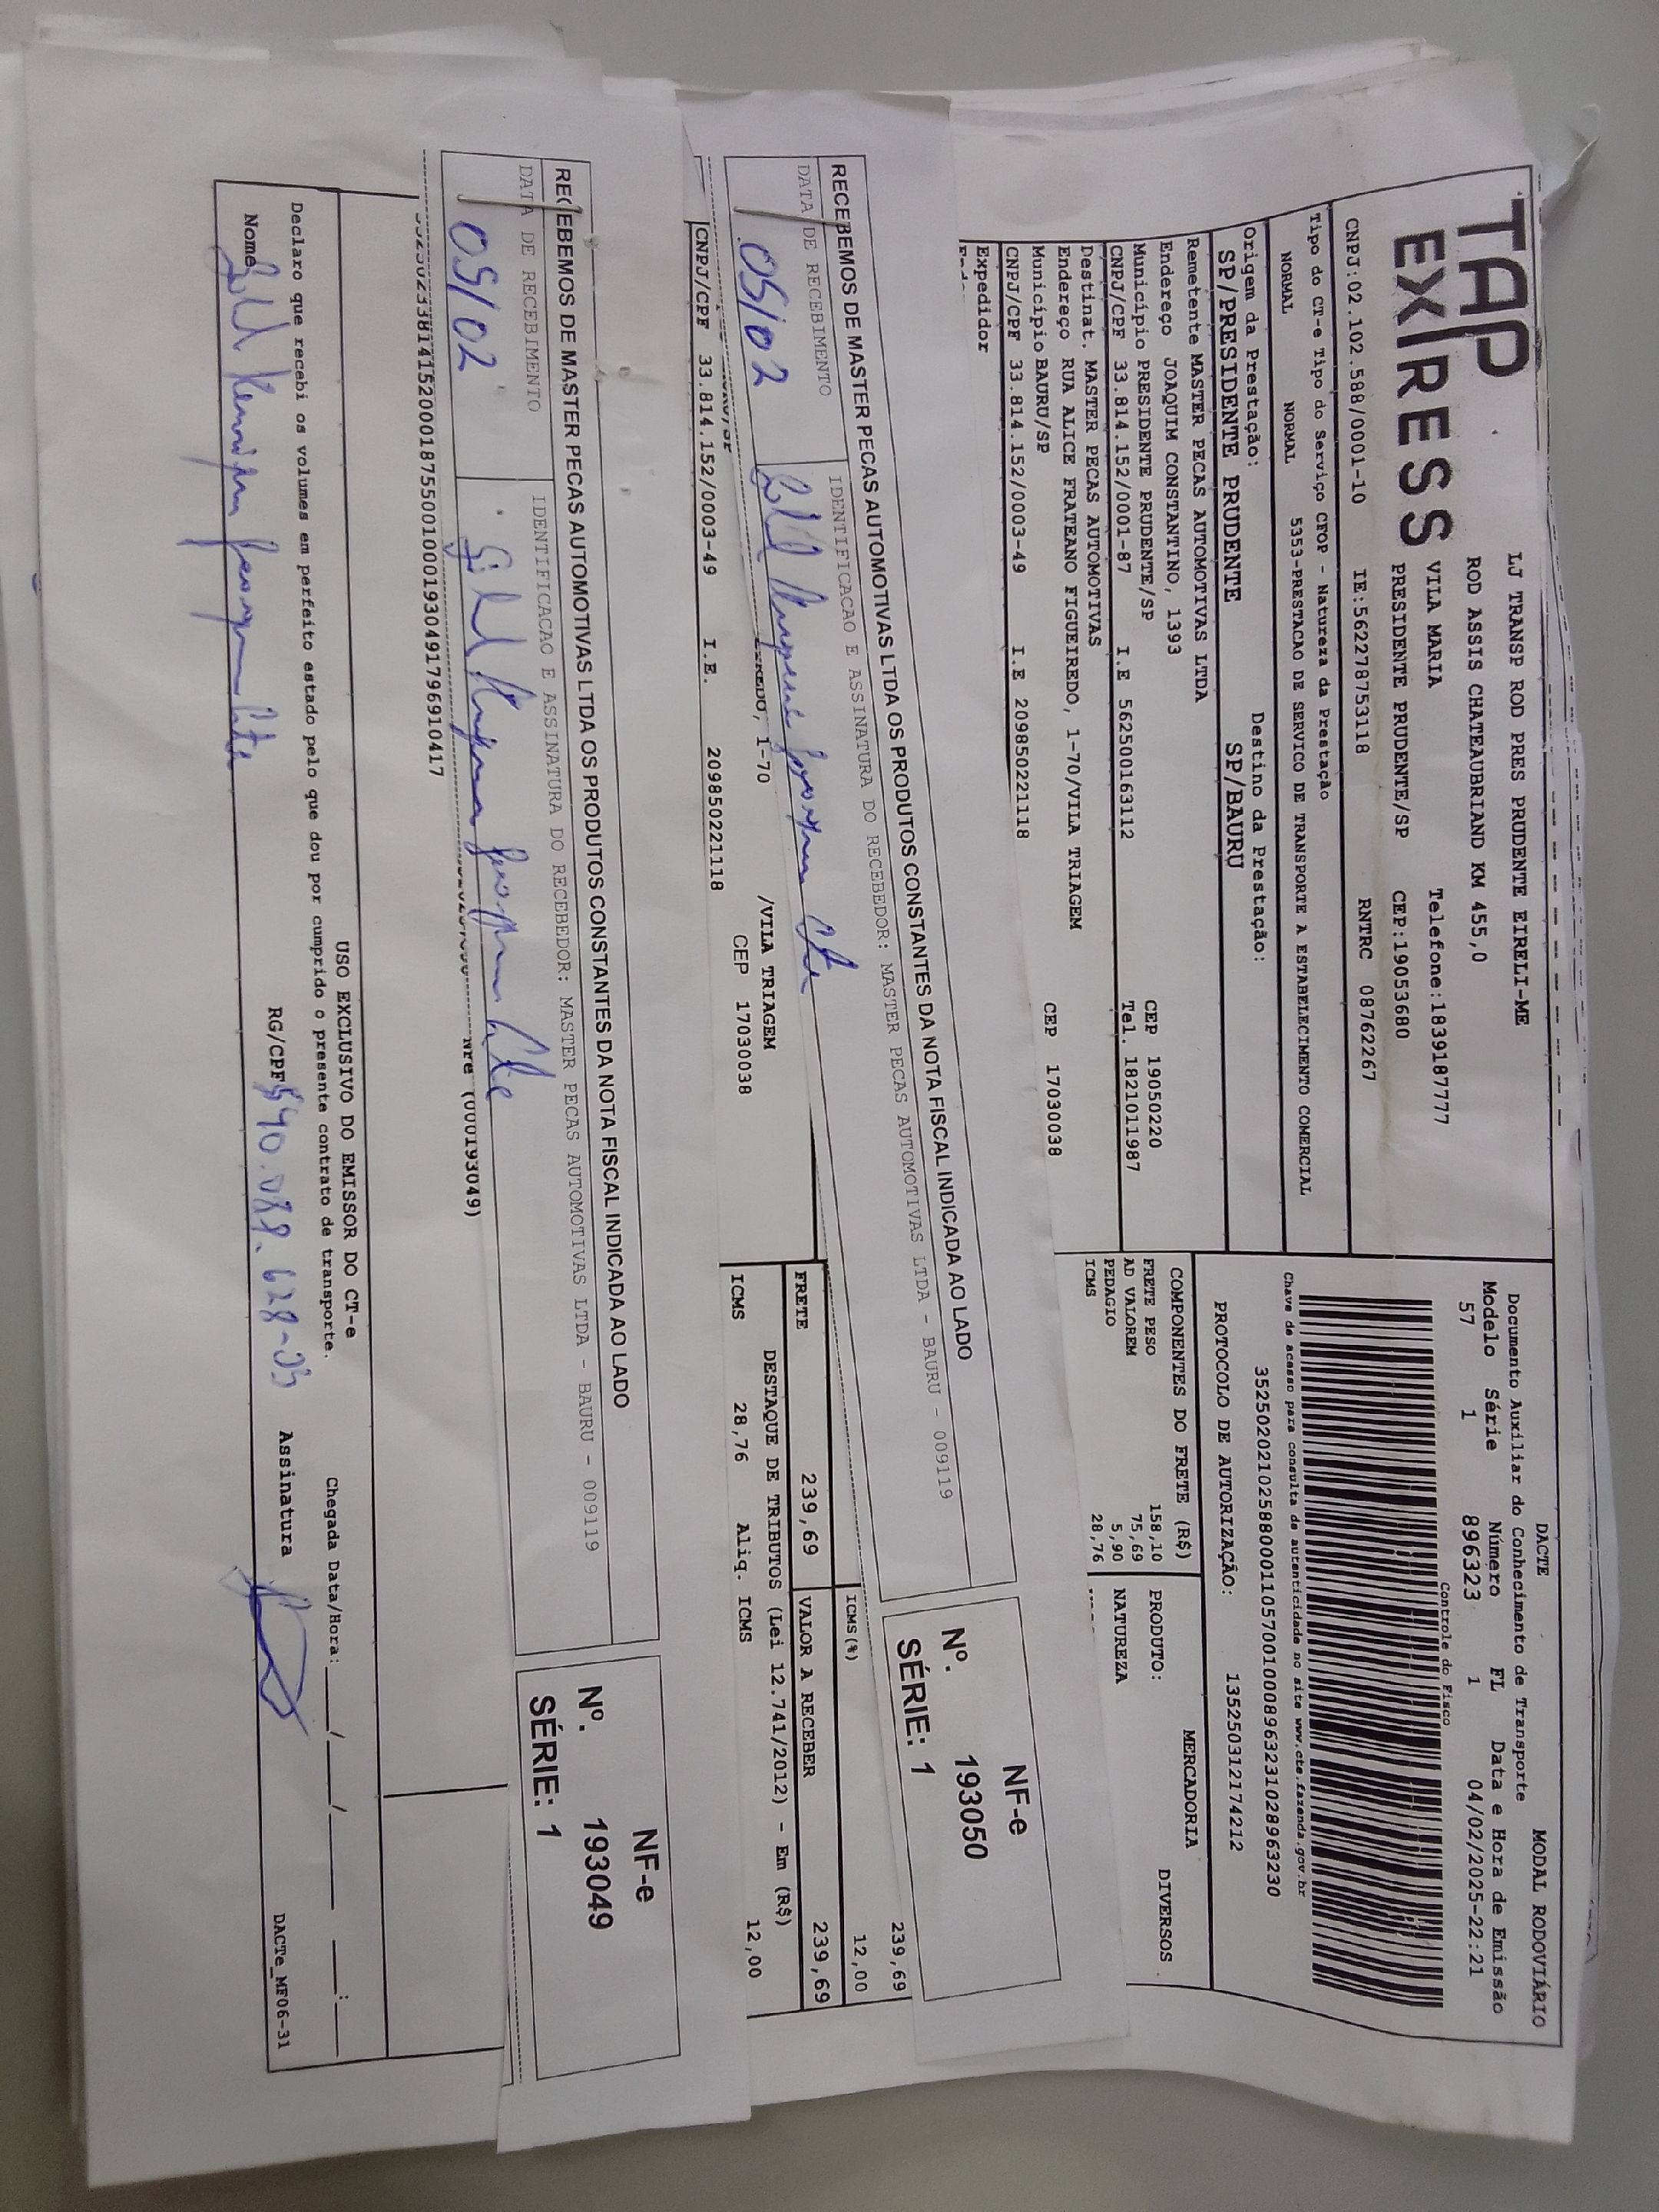 TAP
EXPRESS
LJ TRANSP ROD PRES PRUDENTE EIRELI-ME
ROD ASSIS CHATEAUBRIAND KM 455,0
VILA MARIA Telefone:1839187777
PRESIDENTE PRUDENTE/SP CEP:19053680
CNPJ:02.102.588/0001-10 IE:562278753118 RNTRC 08762267
Tipo do CT-e Tipo do Serviço CFOP - Natureza da Prestação
NORMAL NORMAL 5353-PRESTACAO DE SERVICO DE TRANSPORTE A ESTABELECIMENTO COMERCIAL
Origem da Prestação: Destino da Prestação:
SP/PRESIDENTE PRUDENTE SP/BAURU
Remetente MASTER PECAS AUTOMOTIVAS LTDA
Endereço JOAQUIM CONSTANTINO, 1393
Município PRESIDENTE PRUDENTE/SP CEP 19050220
CNPJ/CPF 33.814.152/0001-87 I.E 562500163112 Tel. 1821011987
Destinat. MASTER PECAS AUTOMOTIVAS
Endereço RUA ALICE FRATEANO FIGUEIREDO, 1-70/VILA TRIAGEM
Município BAURU/SP CEP 17030038
CNPJ/CPF 33.814.152/0003-49 I.E 209850221118
Expedidor
DACTE MODAL RODOVIÁRIO
Documento Auxiliar do Conhecimento de Transporte
Modelo Série Número FL Data e Hora de Emissão
57 1 896323 1 04/02/2025-22:21
Controle do Fisco
Chave de acesso para consulta de autenticidade no site www.cte.fazenda.gov.br
35250202102588000110570010008963231028963230
PROTOCOLO DE AUTORIZAÇÃO: 135250312174212
COMPONENTES DO FRETE (R$) MERCADORIA
FRETE PESO 158,10 PRODUTO: DIVERSOS
AD VALOREM 75,69
PEDAGIO 5,90 NATUREZA
ICMS 28,76
RECEBEMOS DE MASTER PECAS AUTOMOTIVAS LTDA OS PRODUTOS CONSTANTES DA NOTA FISCAL INDICADA AO LADO
DATA DE RECEBIMENTO IDENTIFICACAO E ASSINATURA DO RECEBEDOR: MASTER PECAS AUTOMOTIVAS LTDA - BAURU - 009119
05/02
NF-e
Nº. 193050
SÉRIE: 1
239,69
ICMS(%) 12,00
FRETE 239,69 VALOR A RECEBER 239,69
DESTAQUE DE TRIBUTOS (Lei 12.741/2012) - Em (R$)
ICMS 28,76 Aliq. ICMS 12,00
1-70 /VILA TRIAGEM
CEP 17030038
CNPJ/CPF 33.814.152/0003-49 I.E. 209850221118
RECEBEMOS DE MASTER PECAS AUTOMOTIVAS LTDA OS PRODUTOS CONSTANTES DA NOTA FISCAL INDICADA AO LADO
DATA DE RECEBIMENTO IDENTIFICACAO E ASSINATURA DO RECEBEDOR: MASTER PECAS AUTOMOTIVAS LTDA - BAURU - 009119
05/02
NF-e
Nº. 193049
SÉRIE: 1
NFe (000193049)
USO EXCLUSIVO DO EMISSOR DO CT-e
Declaro que recebi os volumes em perfeito estado pelo que dou por cumprido o presente contrato de transporte. Chegada Data/Hora:___/___/___ ___:___
Nome RG/CPF Assinatura
DACTe_MF06-31